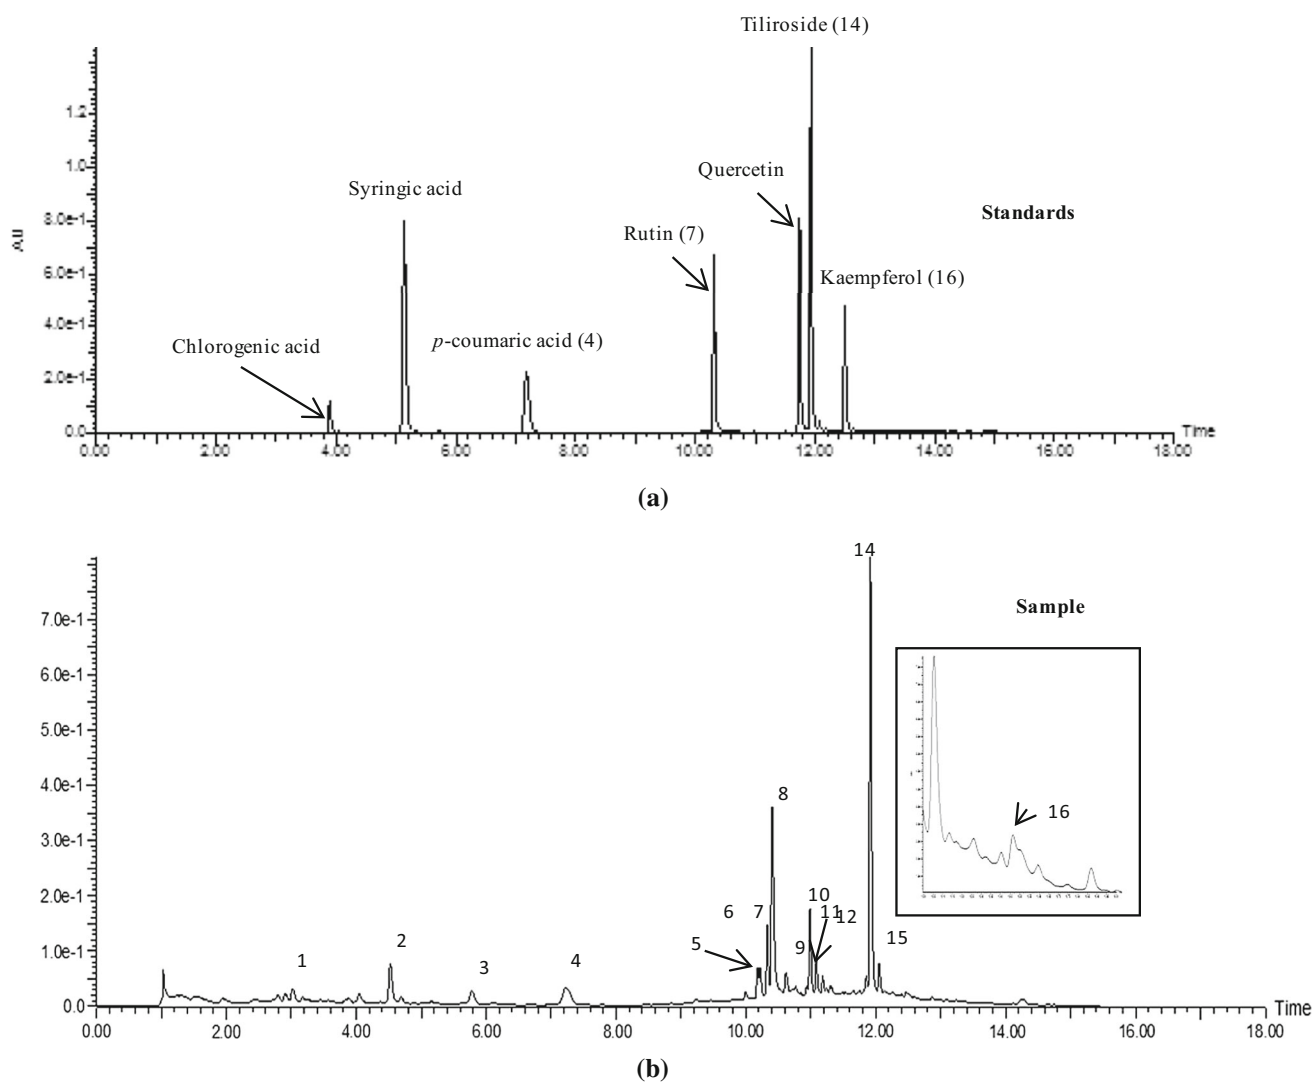 Tiliroside (14)
1.2
1.0
Quercetin
Syringic acid
Standards
8.0e-1
AU
Rutin (7)
6.0e-1
Kaempferol (16)
4.0e-1
p-coumaric acid (4)
Chlorogenic acid
2.0e-1
0.0
Time
0.00 2.00 4.00 6.00 8.00 10.00 12.00 14.00 16.00 18.00
(a)
14
Sample
7.0e-1
6.0e-1
5.0e-1
4.0e-1
8
16
3.0e-1
2.0e-1
10
6 7 11 12
5 9 15
1.0e-1
2
1 3 4
0.0
Time
0.00 2.00 4.00 6.00 8.00 10.00 12.00 14.00 16.00 18.00
(b)